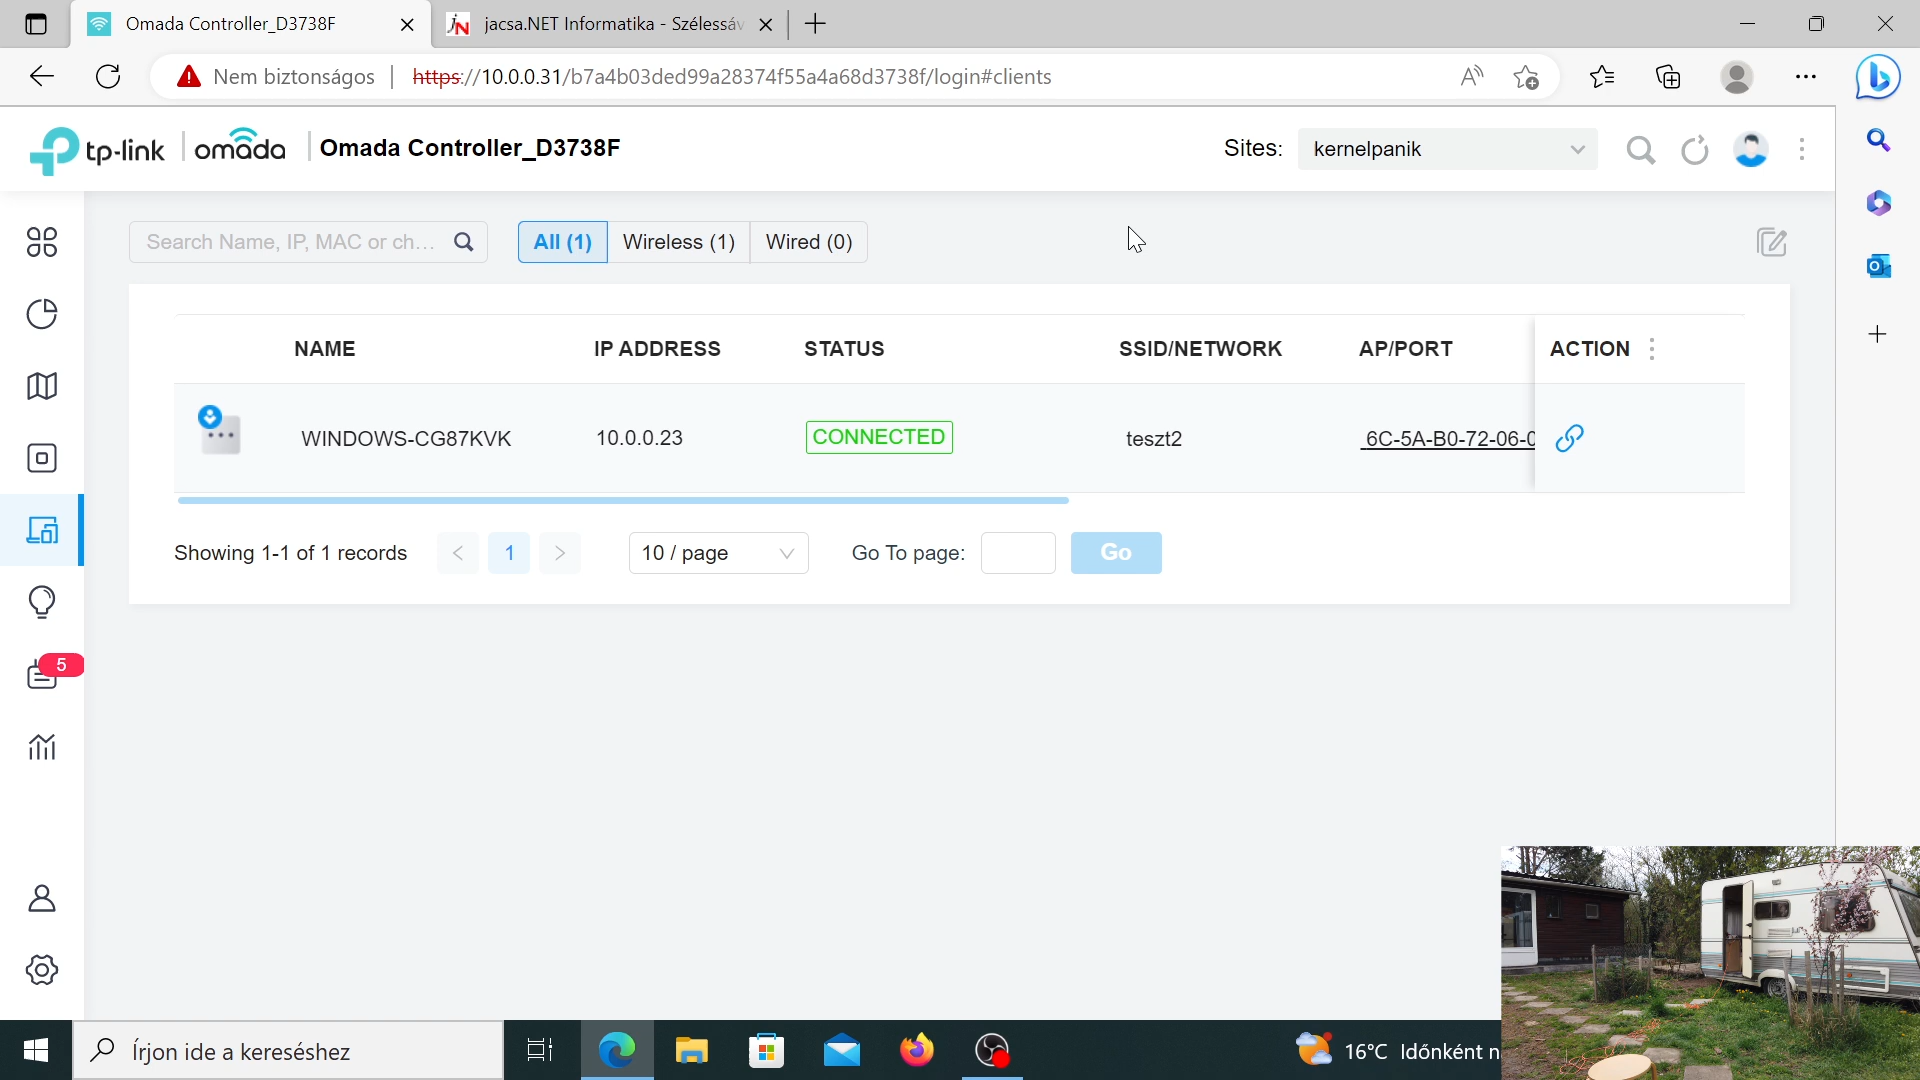 Omada Controller_D3738F
jacsa.NET Informatika - Szélessáv
Nem biztonságos
https://10.0.0.31/b7a4b03ded99a28374f55a4a68d3738f/login#clients
tp-link
omada
Omada Controller_D3738F
Sites:
kernelpanik
Search Name, IP, MAC or ch...
All (1)
Wireless (1)
Wired (0)
NAME
IP ADDRESS
STATUS
SSID/NETWORK
AP/PORT
ACTION
WINDOWS-CG87KVK
10.0.0.23
CONNECTED
teszt2
6C-5A-B0-72-06-0
Showing 1-1 of 1 records
1
10 / page
Go To page:
Go
5
Írjon ide a kereséshez
16°C Időnként n